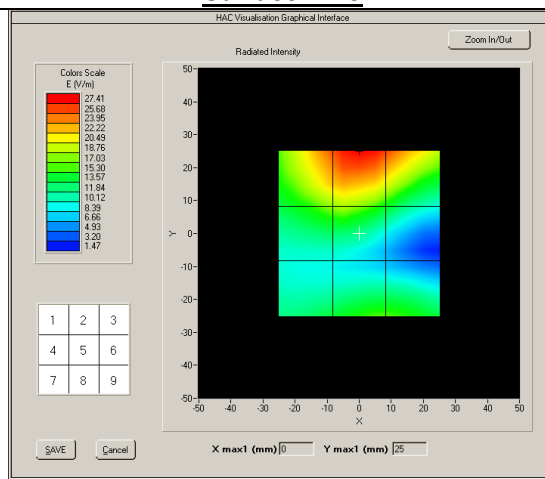 HAC Visualisation Graphical Interface
Zoom In/Out
Radiated Intensity
Colors Scale
E (V/m)
27.41
25.68
23.95
22.22
20.49
18.76
17.03
15.30
13.57
11.84
10.12
8.39
6.66
4.93
3.20
1.47
50
40
30
20
10
Y 0
-10
-20
-30
-40
-50
-50 -40 -30 -20 -10 0 10 20 30 40 50
X
1 2 3
4 5 6
7 8 9
SAVE Cancel X max1 (mm) 0 Y max1 (mm) 25